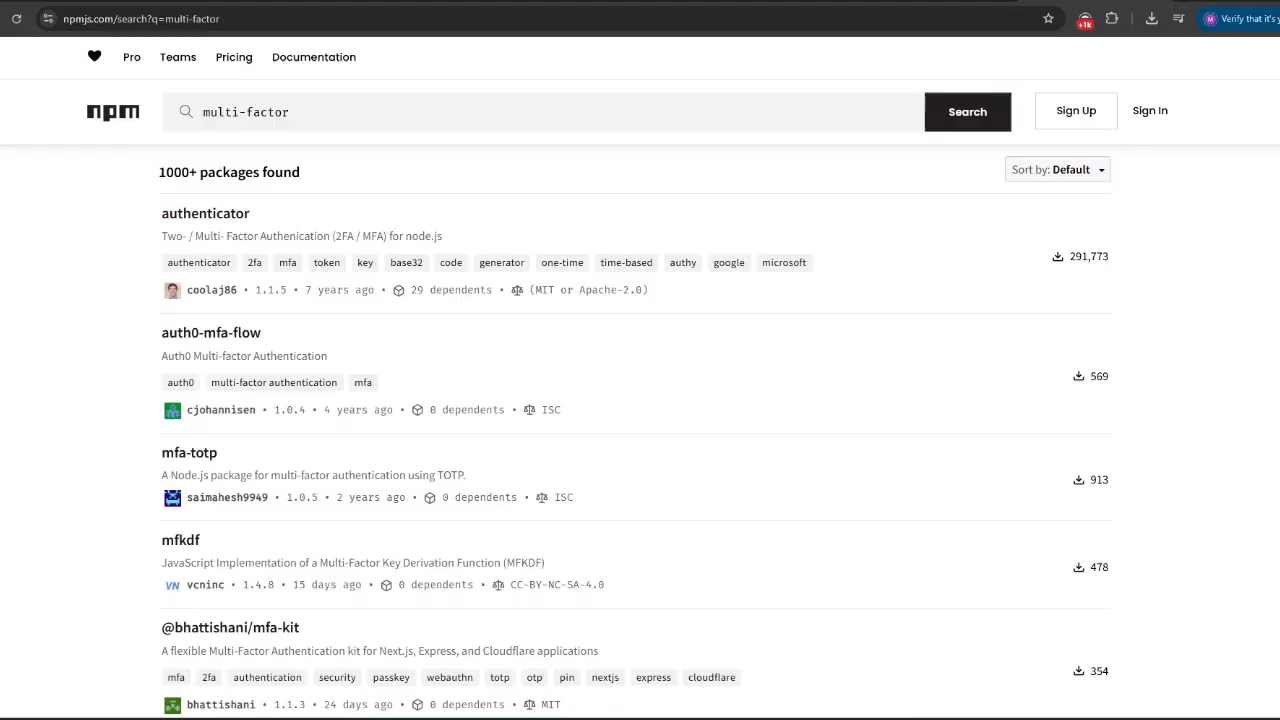 npmjs.com/search?q=multi-factor
+1k
M
Verify that it's y
Pro
Teams
Pricing
Documentation
npm
multi-factor
Search
Sign Up
Sign In
1000+ packages found
Sort by: Default
authenticator
Two- / Multi- Factor Authenication (2FA / MFA) for node.js
authenticator 2fa mfa token key base32 code generator one-time time-based authy google microsoft
291,773
coolaj86 • 1.1.5 • 7 years ago • 29 dependents • (MIT or Apache-2.0)
auth0-mfa-flow
Auth0 Multi-factor Authentication
auth0 multi-factor authentication mfa
569
cjohannisen • 1.0.4 • 4 years ago • 0 dependents • ISC
mfa-totp
A Node.js package for multi-factor authentication using TOTP.
913
saimahesh9949 • 1.0.5 • 2 years ago • 0 dependents • ISC
mfkdf
JavaScript Implementation of a Multi-Factor Key Derivation Function (MFKDF)
478
VN vcninc • 1.4.8 • 15 days ago • 0 dependents • CC-BY-NC-SA-4.0
@bhattishani/mfa-kit
A flexible Multi-Factor Authentication kit for Next.js, Express, and Cloudflare applications
mfa 2fa authentication security passkey webauthn totp otp pin nextjs express cloudflare
354
bhattishani • 1.1.3 • 24 days ago • 0 dependents • MIT